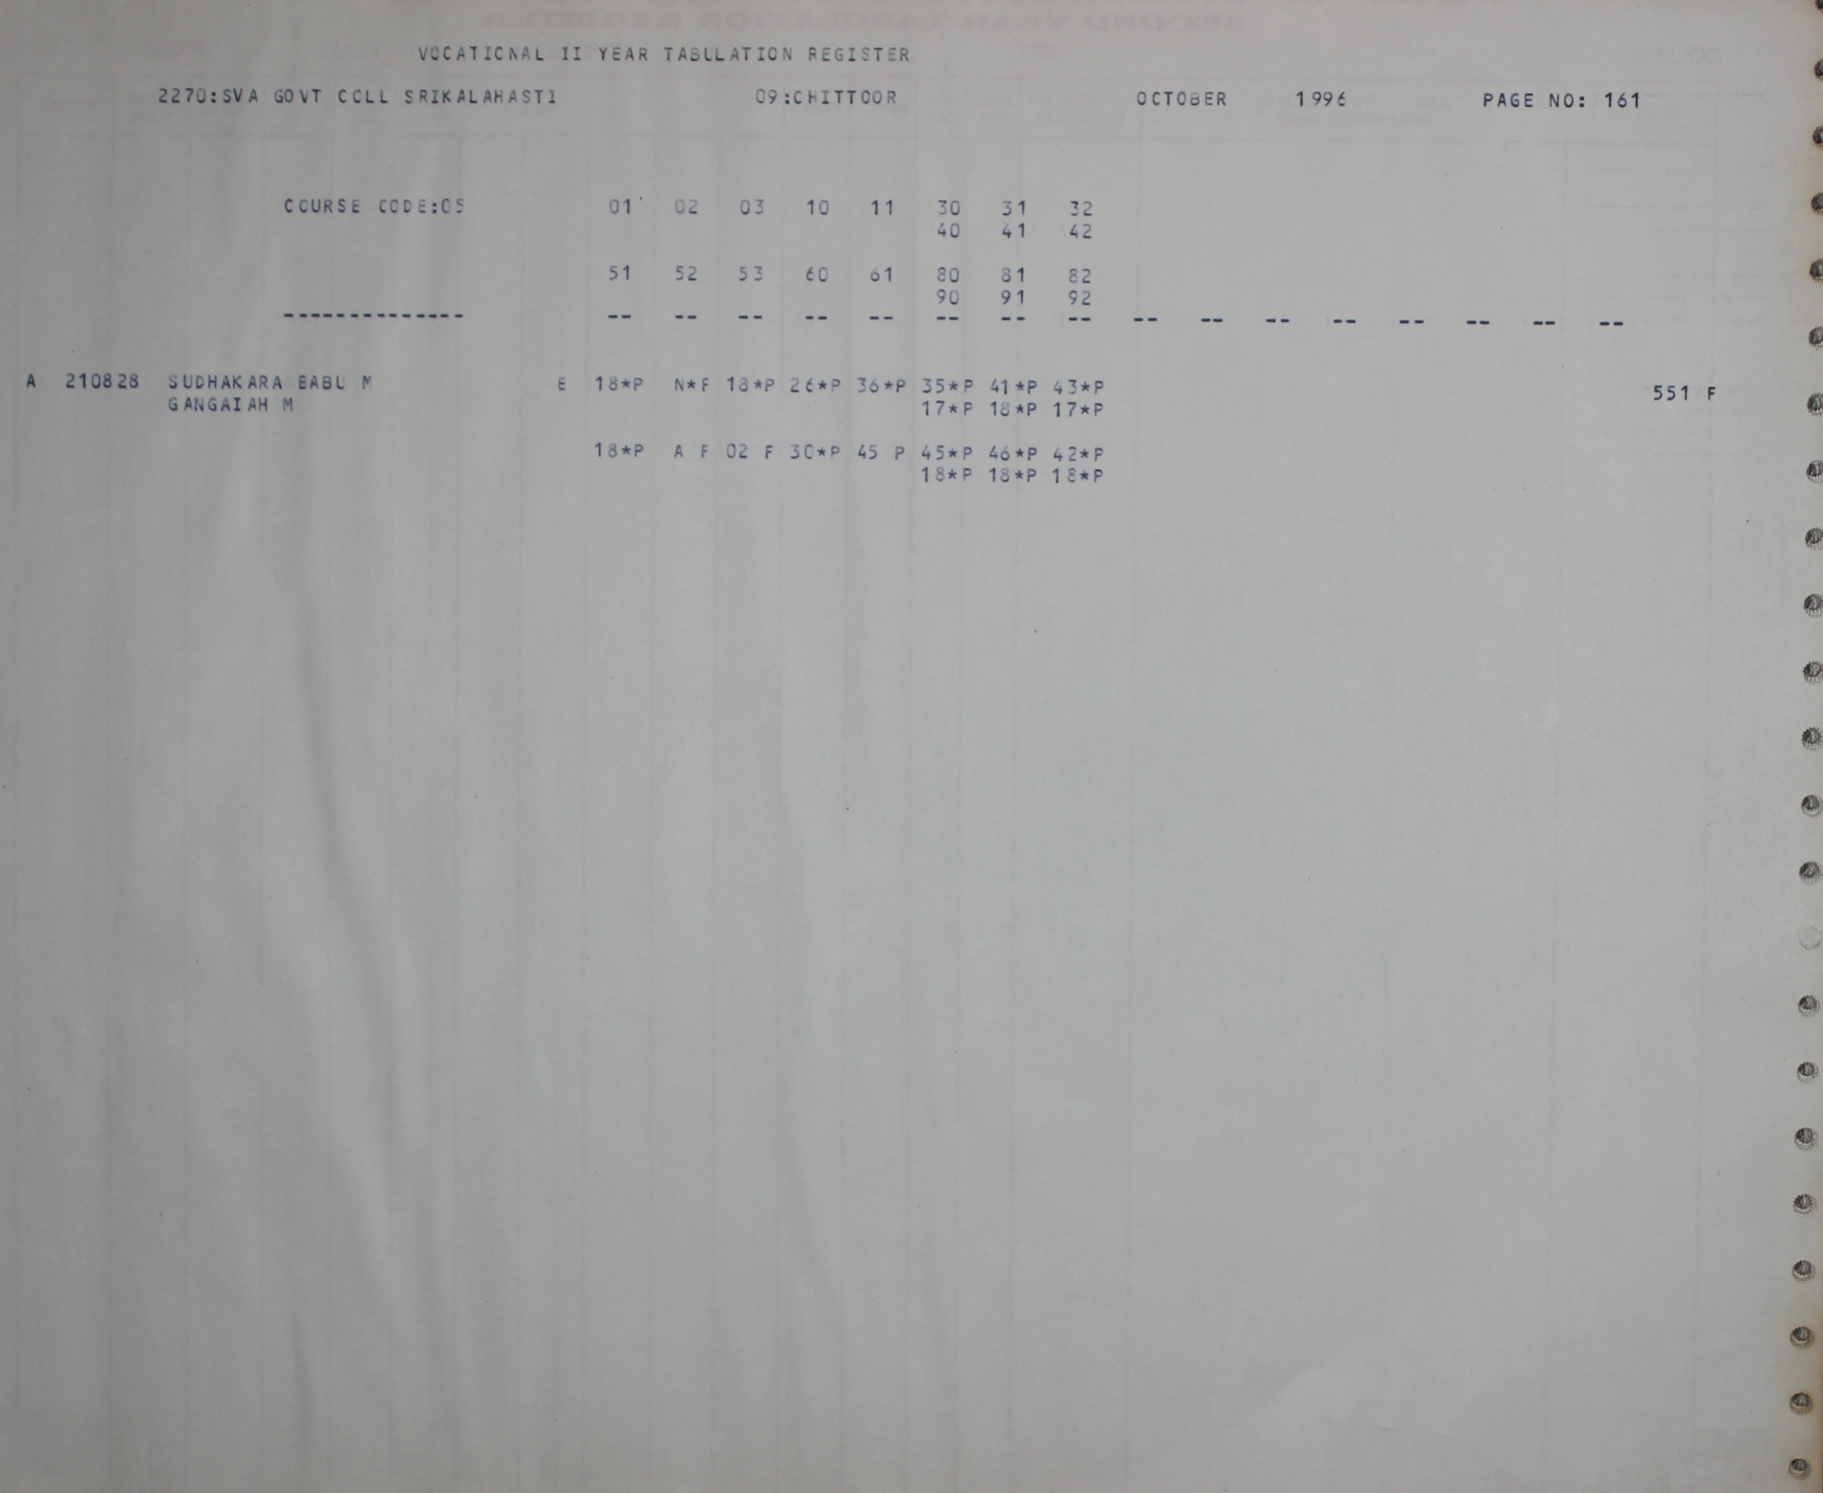 VOCATIONAL II YEAR TABULATION REGISTER
2270:SVA GOVT COLL SRIKALAHASTI 09:CHITTOOR OCTOBER 1996 PAGE NO: 161
COURSE CODE:05 01 02 03 10 11 30 31 32
40 41 42
51 52 53 60 61 80 81 82
90 91 92
-------------- -- -- -- -- -- -- -- -- -- -- -- -- -- -- -- --
A 210828 SUDHAKARA BABU M E 18*P N*F 18*P 26*P 36*P 35*P 41*P 43*P 551 F
GANGAIAH M 17*P 18*P 17*P
18*P A F 02 F 30*P 45 P 45*P 46*P 42*P
18*P 18*P 18*P